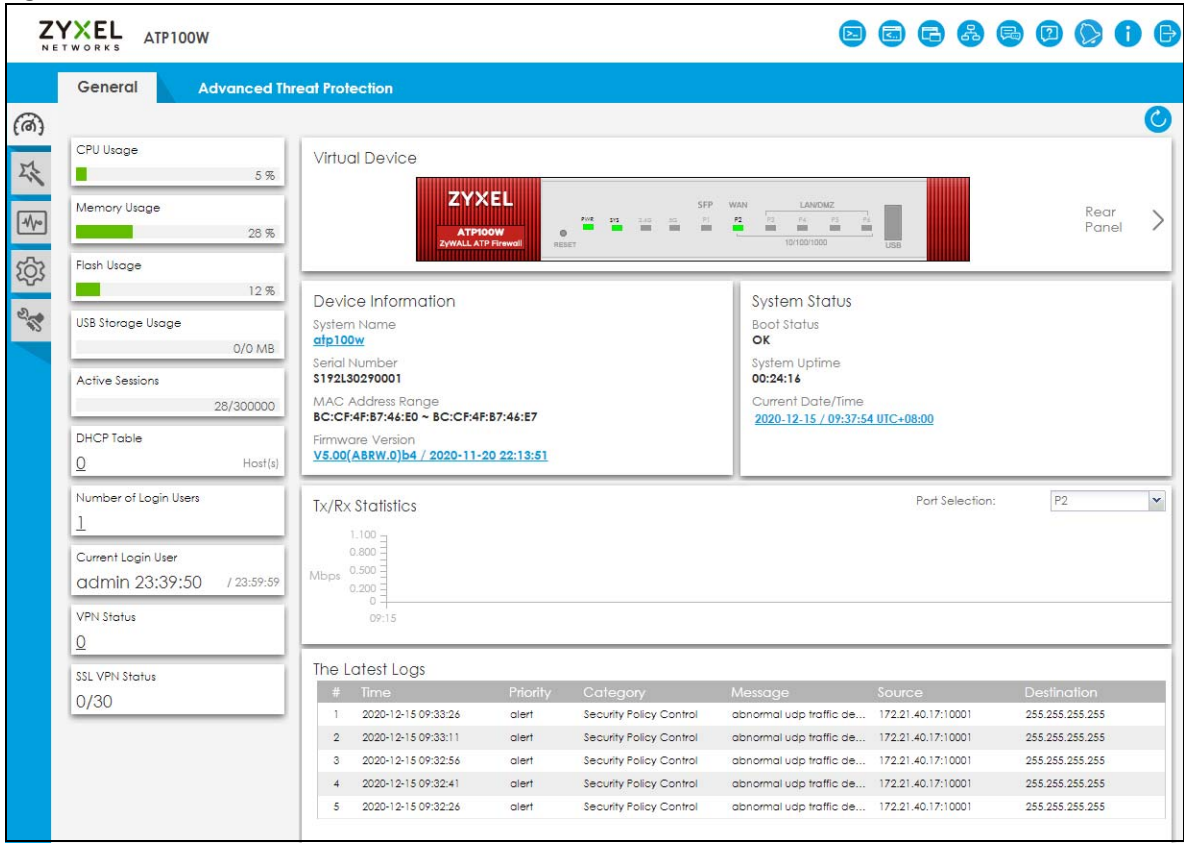 ZYXEL
NETWORKS
ATP100W
General
Advanced Threat Protection
CPU Usage
5 %
Memory Usage
28 %
Flash Usage
12 %
USB Storage Usage
0/0 MB
Active Sessions
28/300000
DHCP Table
0 Host(s)
Number of Login Users
1
Current Login User
admin 23:39:50 / 23:59:59
VPN Status
0
SSL VPN Status
0/30
Virtual Device
ZYXEL
ATP100W
ZyWALL ATP Firewall
RESET
PWR SYS 2.4G 5G
SFP WAN LAN/DMZ
P1 P2 P3 P4 P5 P6
10/100/1000
USB
Rear
Panel
Device Information
System Name
atp100w
Serial Number
S192L30290001
MAC Address Range
BC:CF:4F:B7:46:E0 ~ BC:CF:4F:B7:46:E7
Firmware Version
V5.00(ABRW.0)b4 / 2020-11-20 22:13:51
System Status
Boot Status
OK
System Uptime
00:24:16
Current Date/Time
2020-12-15 / 09:37:54 UTC+08:00
Tx/Rx Statistics
Port Selection: P2
1.100
0.800
Mbps 0.500
0.200
0
09:15
The Latest Logs
# Time Priority Category Message Source Destination
1 2020-12-15 09:33:26 alert Security Policy Control abnormal udp traffic de... 172.21.40.17:10001 255.255.255.255
2 2020-12-15 09:33:11 alert Security Policy Control abnormal udp traffic de... 172.21.40.17:10001 255.255.255.255
3 2020-12-15 09:32:56 alert Security Policy Control abnormal udp traffic de... 172.21.40.17:10001 255.255.255.255
4 2020-12-15 09:32:41 alert Security Policy Control abnormal udp traffic de... 172.21.40.17:10001 255.255.255.255
5 2020-12-15 09:32:26 alert Security Policy Control abnormal udp traffic de... 172.21.40.17:10001 255.255.255.255